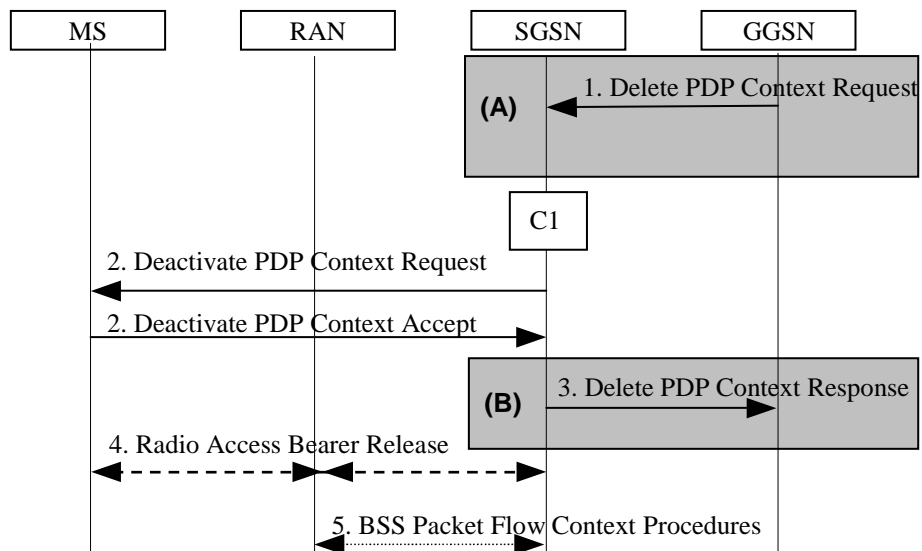 MS RAN SGSN GGSN
1. Delete PDP Context Request
(A)
C1
2. Deactivate PDP Context Request
2. Deactivate PDP Context Accept
3. Delete PDP Context Response
(B)
4. Radio Access Bearer Release
5. BSS Packet Flow Context Procedures